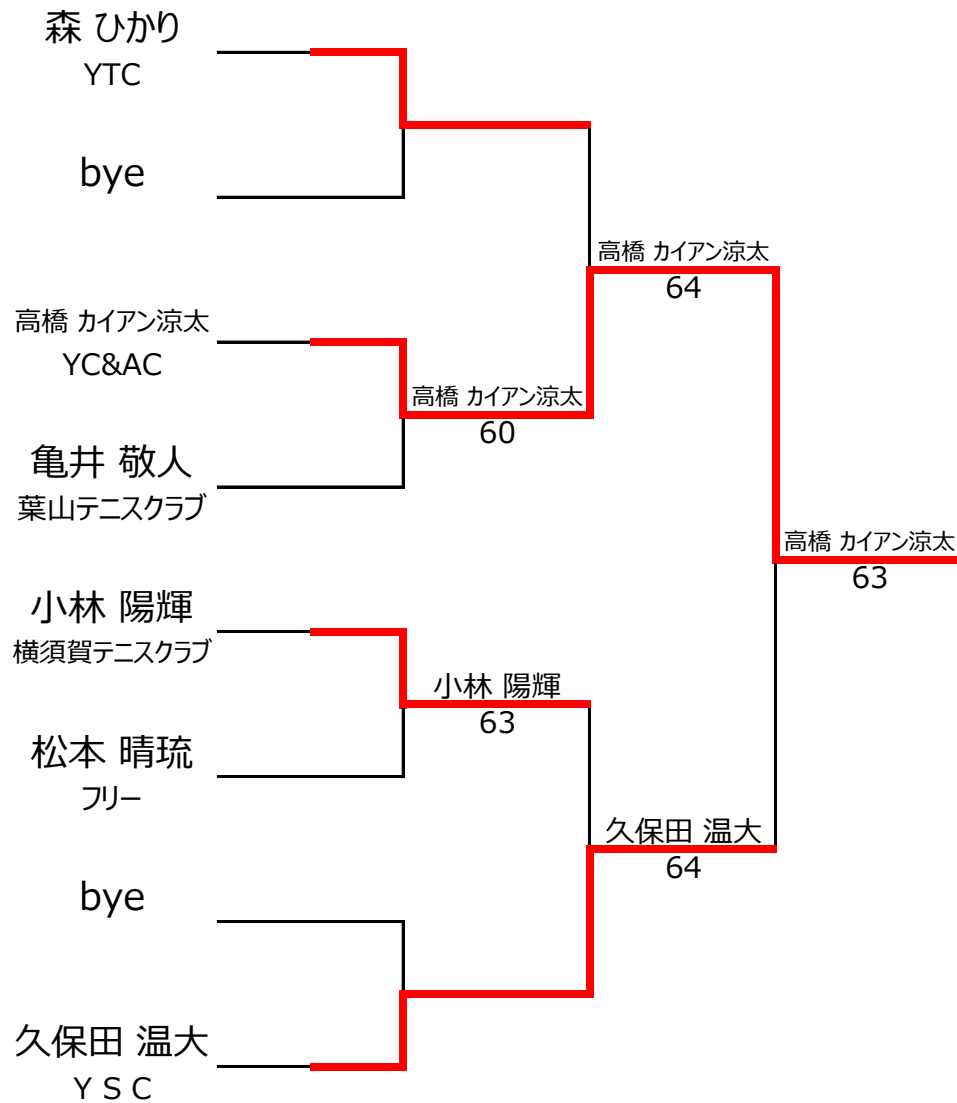 森 ひかり
YTC
bye
高橋 カイアン涼太
YC&AC
亀井 敬人
葉山テニスクラブ
小林 陽輝
横須賀テニスクラブ
松本 晴琉
フリー
bye
久保田 温大
Y S C
高橋 カイアン涼太
60
小林 陽輝
63
高橋 カイアン涼太
64
久保田 温大
64
高橋 カイアン涼太
63